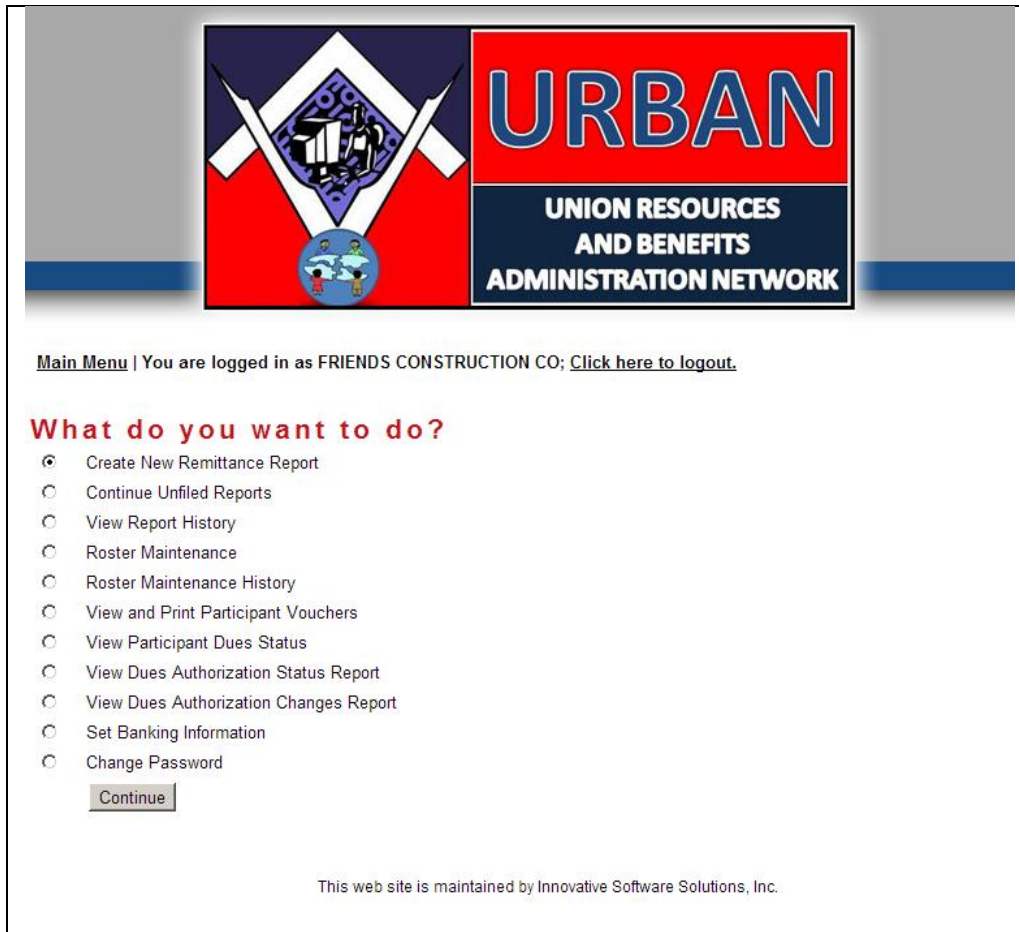 URBAN
UNION RESOURCES
AND BENEFITS
ADMINISTRATION NETWORK
Main Menu | You are logged in as FRIENDS CONSTRUCTION CO; Click here to logout.
What do you want to do?
Create New Remittance Report
Continue Unfiled Reports
View Report History
Roster Maintenance
Roster Maintenance History
View and Print Participant Vouchers
View Participant Dues Status
View Dues Authorization Status Report
View Dues Authorization Changes Report
Set Banking Information
Change Password
Continue
This web site is maintained by Innovative Software Solutions, Inc.